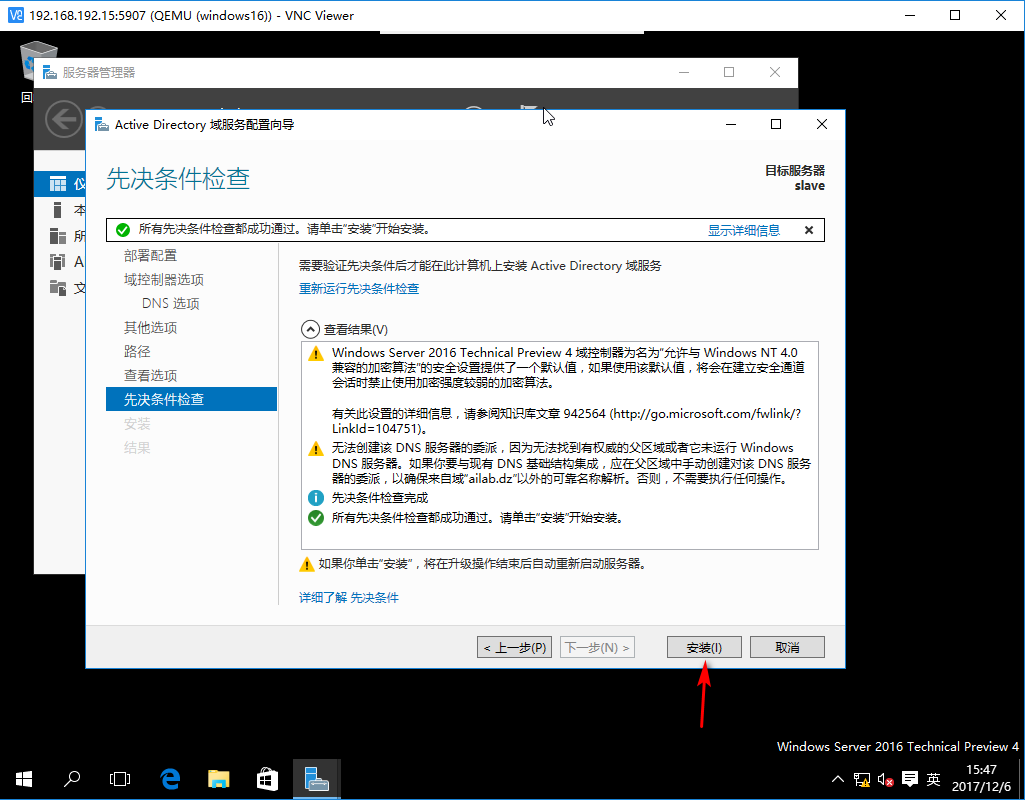 192.168.192.15:5907 (QEMU (windows16)) - VNC Viewer
回
服务器管理器
Active Directory 域服务配置向导
先决条件检查
目标服务器
slave
所有先决条件检查都成功通过。请单击“安装”开始安装。
显示详细信息
部署配置
域控制器选项
DNS 选项
其他选项
路径
查看选项
先决条件检查
安装
结果
仪
本
所
A
文
需要验证先决条件后才能在此计算机上安装 Active Directory 域服务
重新运行先决条件检查
查看结果(V)
Windows Server 2016 Technical Preview 4 域控制器为名为“允许与 Windows NT 4.0
兼容的加密算法”的安全设置提供了一个默认值，如果使用该默认值，将会在建立安全通道
会话时禁止使用加密强度较弱的加密算法。
有关此设置的详细信息，请参阅知识库文章 942564 (http://go.microsoft.com/fwlink/?
LinkId=104751)。
无法创建该 DNS 服务器的委派，因为无法找到有权威的父区域或者它未运行 Windows
DNS 服务器。如果你要与现有 DNS 基础结构集成，应在父区域中手动创建对该 DNS 服务
器的委派，以确保来自域“ailab.dz”以外的可靠名称解析。否则，不需要执行任何操作。
先决条件检查完成
所有先决条件检查都成功通过。请单击“安装”开始安装。
如果你单击“安装”，将在升级操作结束后自动重新启动服务器。
详细了解 先决条件
< 上一步(P)
下一步(N) >
安装(I)
取消
Windows Server 2016 Technical Preview 4
英
15:47
2017/12/6